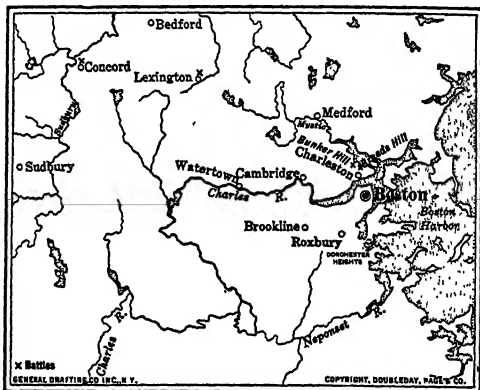 Bedford
Concord
Lexington
Sudbury
Medford
Mystic
Bunker Hill
Breeds Hill
Charleston
Sudbury
Watertown
Cambridge
Charles
R.
Boston
Boston
Harbor
Brookline
Roxbury
DORCHESTER
HEIGHTS
Charles
R.
Neponset
R.
x Battles
GENERAL DRAFTING CO INC., N.Y.
COPYRIGHT, DOUBLEDAY, PAGE & CO.